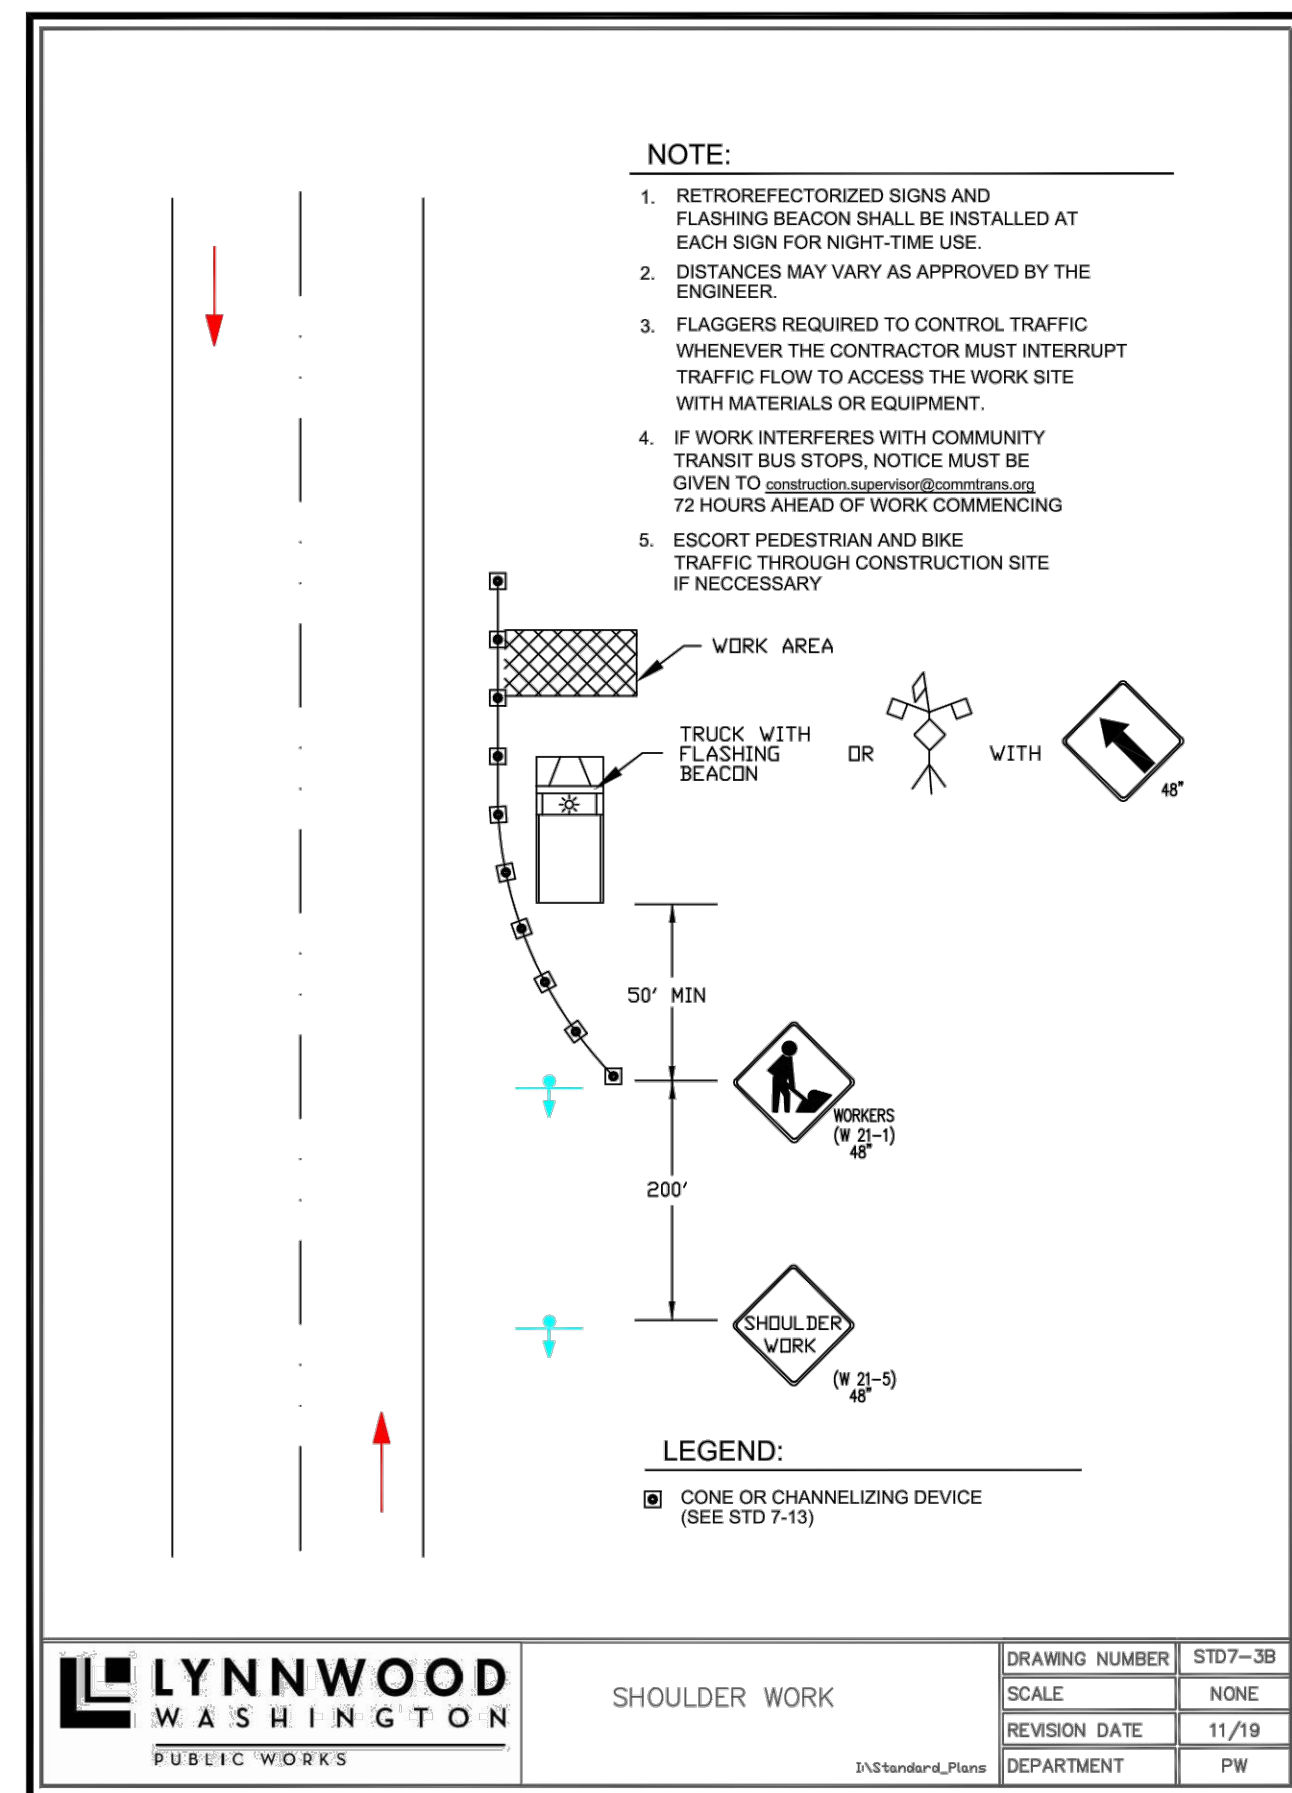 NOTE:
1. RETROREFECTORIZED SIGNS AND
FLASHING BEACON SHALL BE INSTALLED AT
EACH SIGN FOR NIGHT-TIME USE.
2. DISTANCES MAY VARY AS APPROVED BY THE
ENGINEER.
3. FLAGGERS REQUIRED TO CONTROL TRAFFIC
WHENEVER THE CONTRACTOR MUST INTERRUPT
TRAFFIC FLOW TO ACCESS THE WORK SITE
WITH MATERIALS OR EQUIPMENT.
4. IF WORK INTERFERES WITH COMMUNITY
TRANSIT BUS STOPS, NOTICE MUST BE
GIVEN TO construction.supervisor@commtrans.org
72 HOURS AHEAD OF WORK COMMENCING
5. ESCORT PEDESTRIAN AND BIKE
TRAFFIC THROUGH CONSTRUCTION SITE
IF NECCESSARY
WORK AREA
TRUCK WITH
FLASHING
BEACON
OR
WITH
48"
50' MIN
WORKERS
(W 21-1)
48"
200'
SHOULDER
WORK
(W 21-5)
48"
LEGEND:
CONE OR CHANNELIZING DEVICE
(SEE STD 7-13)
LYNNWOOD
WASHINGTON
PUBLIC WORKS
SHOULDER WORK
I:\Standard_Plans
DRAWING NUMBER STD7-3B
SCALE NONE
REVISION DATE 11/19
DEPARTMENT PW